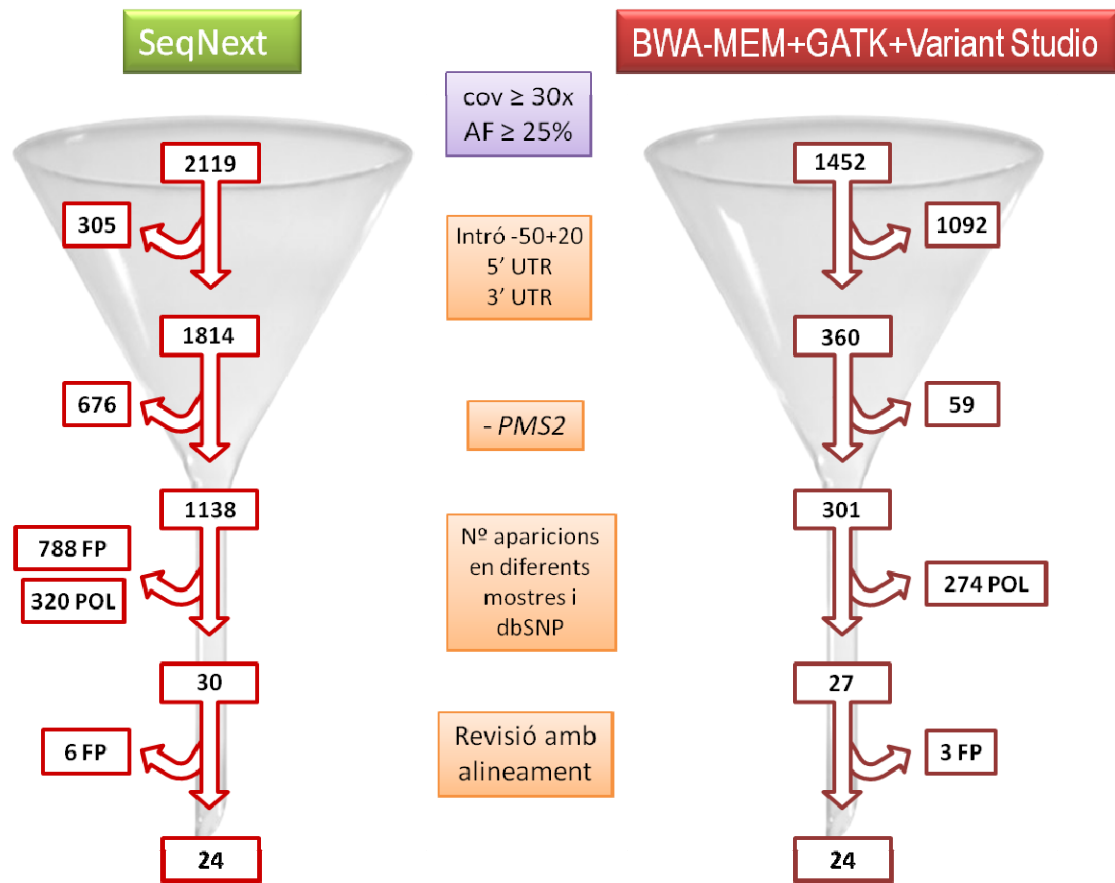 SeqNext
BWA-MEM+GATK+Variant Studio
cov ≥ 30x
AF ≥ 25%
2119
1452
305
Intró -50+20
5′ UTR
3′ UTR
1092
1814
360
676
- PMS2
59
1138
301
788 FP
320 POL
Nº aparicions
en diferents
mostres i
dbSNP
274 POL
30
27
6 FP
Revisió amb
alineament
3 FP
24
24